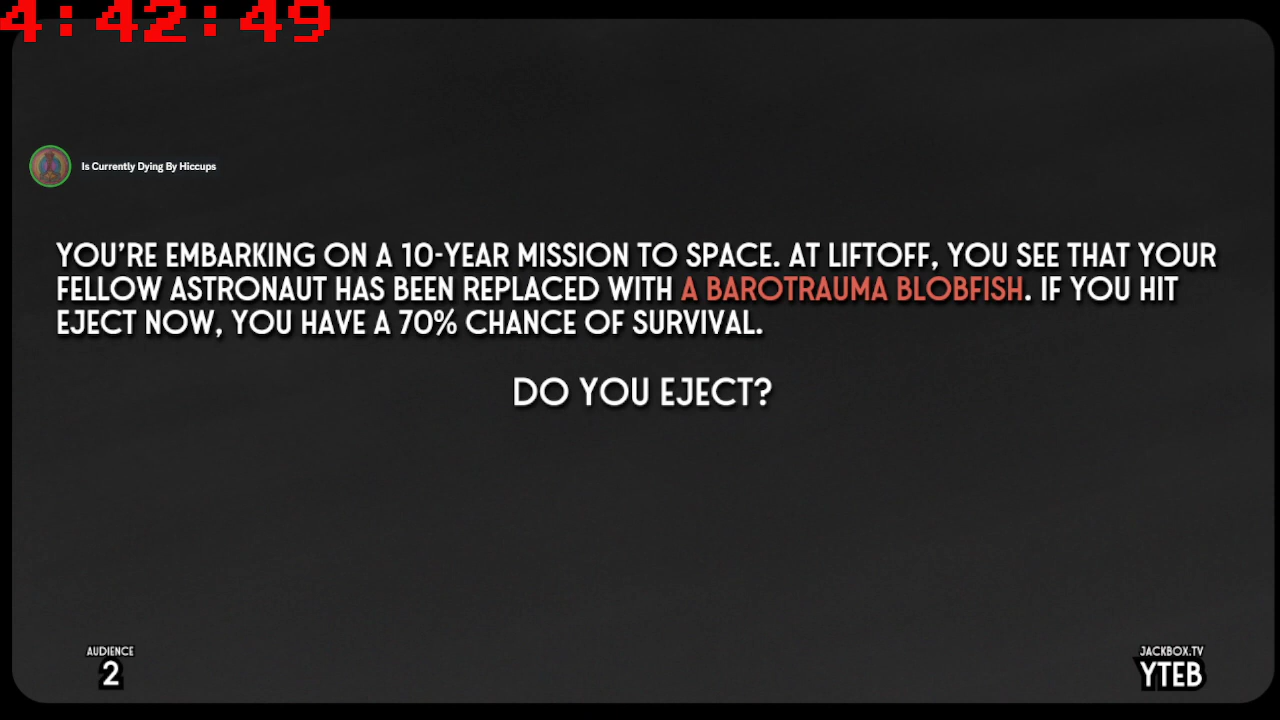 4:42:49
Is Currently Dying By Hiccups
YOU'RE EMBARKING ON A 10-YEAR MISSION TO SPACE. AT LIFTOFF, YOU SEE THAT YOUR
FELLOW ASTRONAUT HAS BEEN REPLACED WITH A BAROTRAUMA BLOBFISH. IF YOU HIT
EJECT NOW, YOU HAVE A 70% CHANCE OF SURVIVAL.
DO YOU EJECT?
AUDIENCE
2
JACKBOX.TV
YTEB